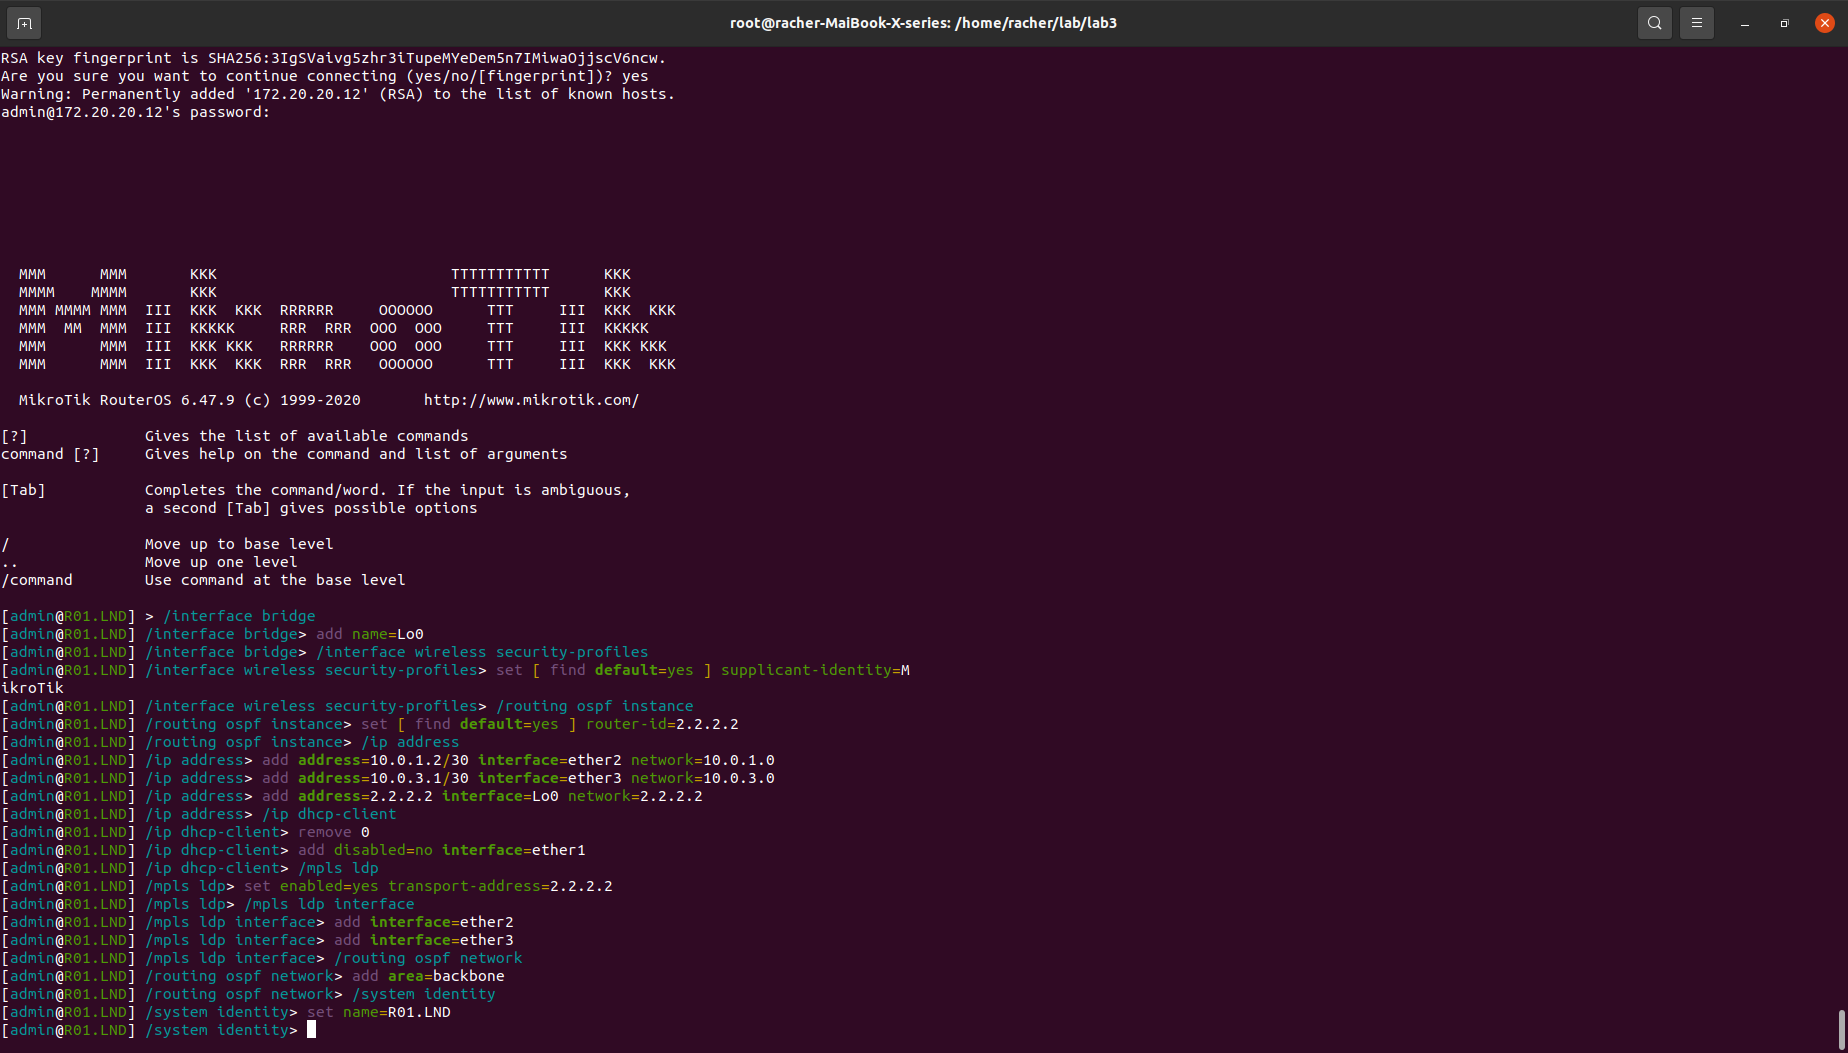 root@racher-MaiBook-X-series: /home/racher/lab/lab3
RSA key fingerprint is SHA256:3IgSVaivg5zhr3iTupeMYeDem5n7IMiwaOjjscV6ncw.
Are you sure you want to continue connecting (yes/no/[fingerprint])? yes
Warning: Permanently added '172.20.20.12' (RSA) to the list of known hosts.
admin@172.20.20.12's password:
  MMM      MMM       KKK                          TTTTTTTTTTT      KKK
  MMMM    MMMM       KKK                          TTTTTTTTTTT      KKK
  MMM MMMM MMM  III  KKK  KKK  RRRRRR     OOOOOO      TTT     III  KKK  KKK
  MMM  MM  MMM  III  KKKKK     RRR  RRR  OOO  OOO     TTT     III  KKKKK
  MMM      MMM  III  KKK KKK   RRRRRR    OOO  OOO     TTT     III  KKK KKK
  MMM      MMM  III  KKK  KKK  RRR  RRR   OOOOOO      TTT     III  KKK  KKK
  MikroTik RouterOS 6.47.9 (c) 1999-2020       http://www.mikrotik.com/
[?]             Gives the list of available commands
command [?]     Gives help on the command and list of arguments
[Tab]           Completes the command/word. If the input is ambiguous,
                a second [Tab] gives possible options
/               Move up to base level
..              Move up one level
/command        Use command at the base level
[admin@R01.LND] > /interface bridge
[admin@R01.LND] /interface bridge> add name=Lo0
[admin@R01.LND] /interface bridge> /interface wireless security-profiles
[admin@R01.LND] /interface wireless security-profiles> set [ find default=yes ] supplicant-identity=M
ikroTik
[admin@R01.LND] /interface wireless security-profiles> /routing ospf instance
[admin@R01.LND] /routing ospf instance> set [ find default=yes ] router-id=2.2.2.2
[admin@R01.LND] /routing ospf instance> /ip address
[admin@R01.LND] /ip address> add address=10.0.1.2/30 interface=ether2 network=10.0.1.0
[admin@R01.LND] /ip address> add address=10.0.3.1/30 interface=ether3 network=10.0.3.0
[admin@R01.LND] /ip address> add address=2.2.2.2 interface=Lo0 network=2.2.2.2
[admin@R01.LND] /ip address> /ip dhcp-client
[admin@R01.LND] /ip dhcp-client> remove 0
[admin@R01.LND] /ip dhcp-client> add disabled=no interface=ether1
[admin@R01.LND] /ip dhcp-client> /mpls ldp
[admin@R01.LND] /mpls ldp> set enabled=yes transport-address=2.2.2.2
[admin@R01.LND] /mpls ldp> /mpls ldp interface
[admin@R01.LND] /mpls ldp interface> add interface=ether2
[admin@R01.LND] /mpls ldp interface> add interface=ether3
[admin@R01.LND] /mpls ldp interface> /routing ospf network
[admin@R01.LND] /routing ospf network> add area=backbone
[admin@R01.LND] /routing ospf network> /system identity
[admin@R01.LND] /system identity> set name=R01.LND
[admin@R01.LND] /system identity>